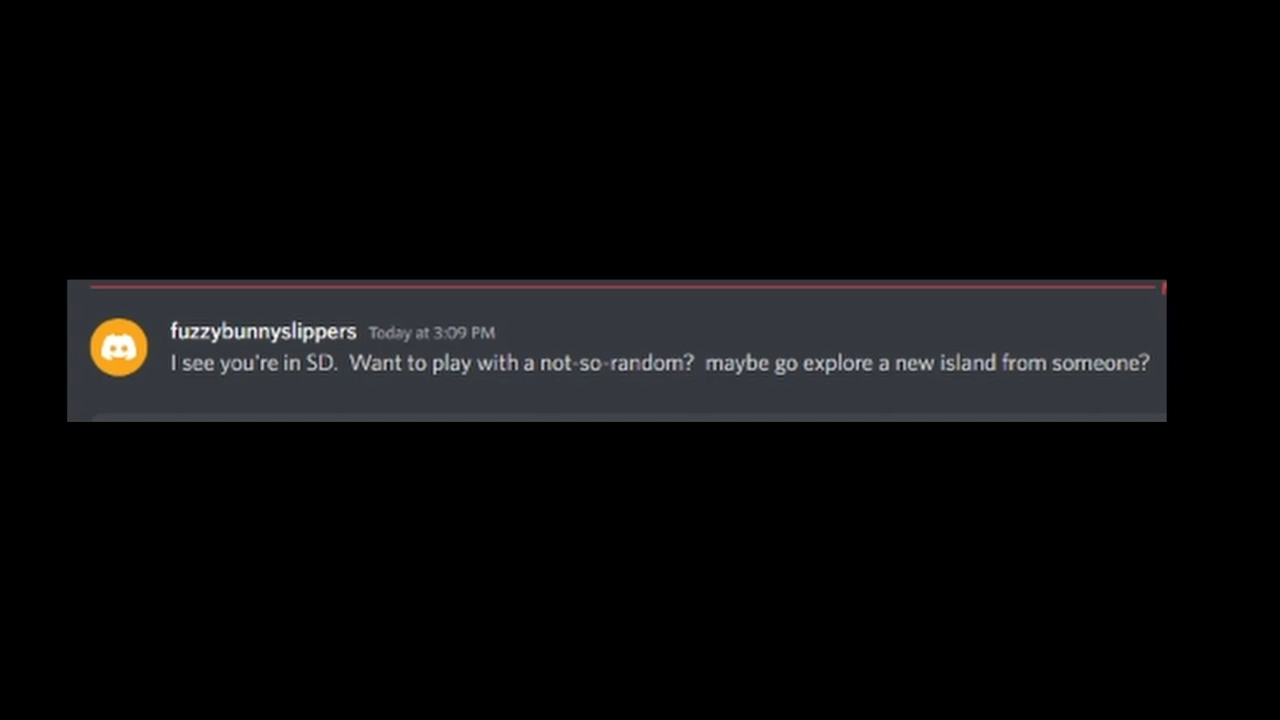 fuzzybunnyslippers Today at 3:09 PM
I see you're in SD.  Want to play with a not-so-random?  maybe go explore a new island from someone?